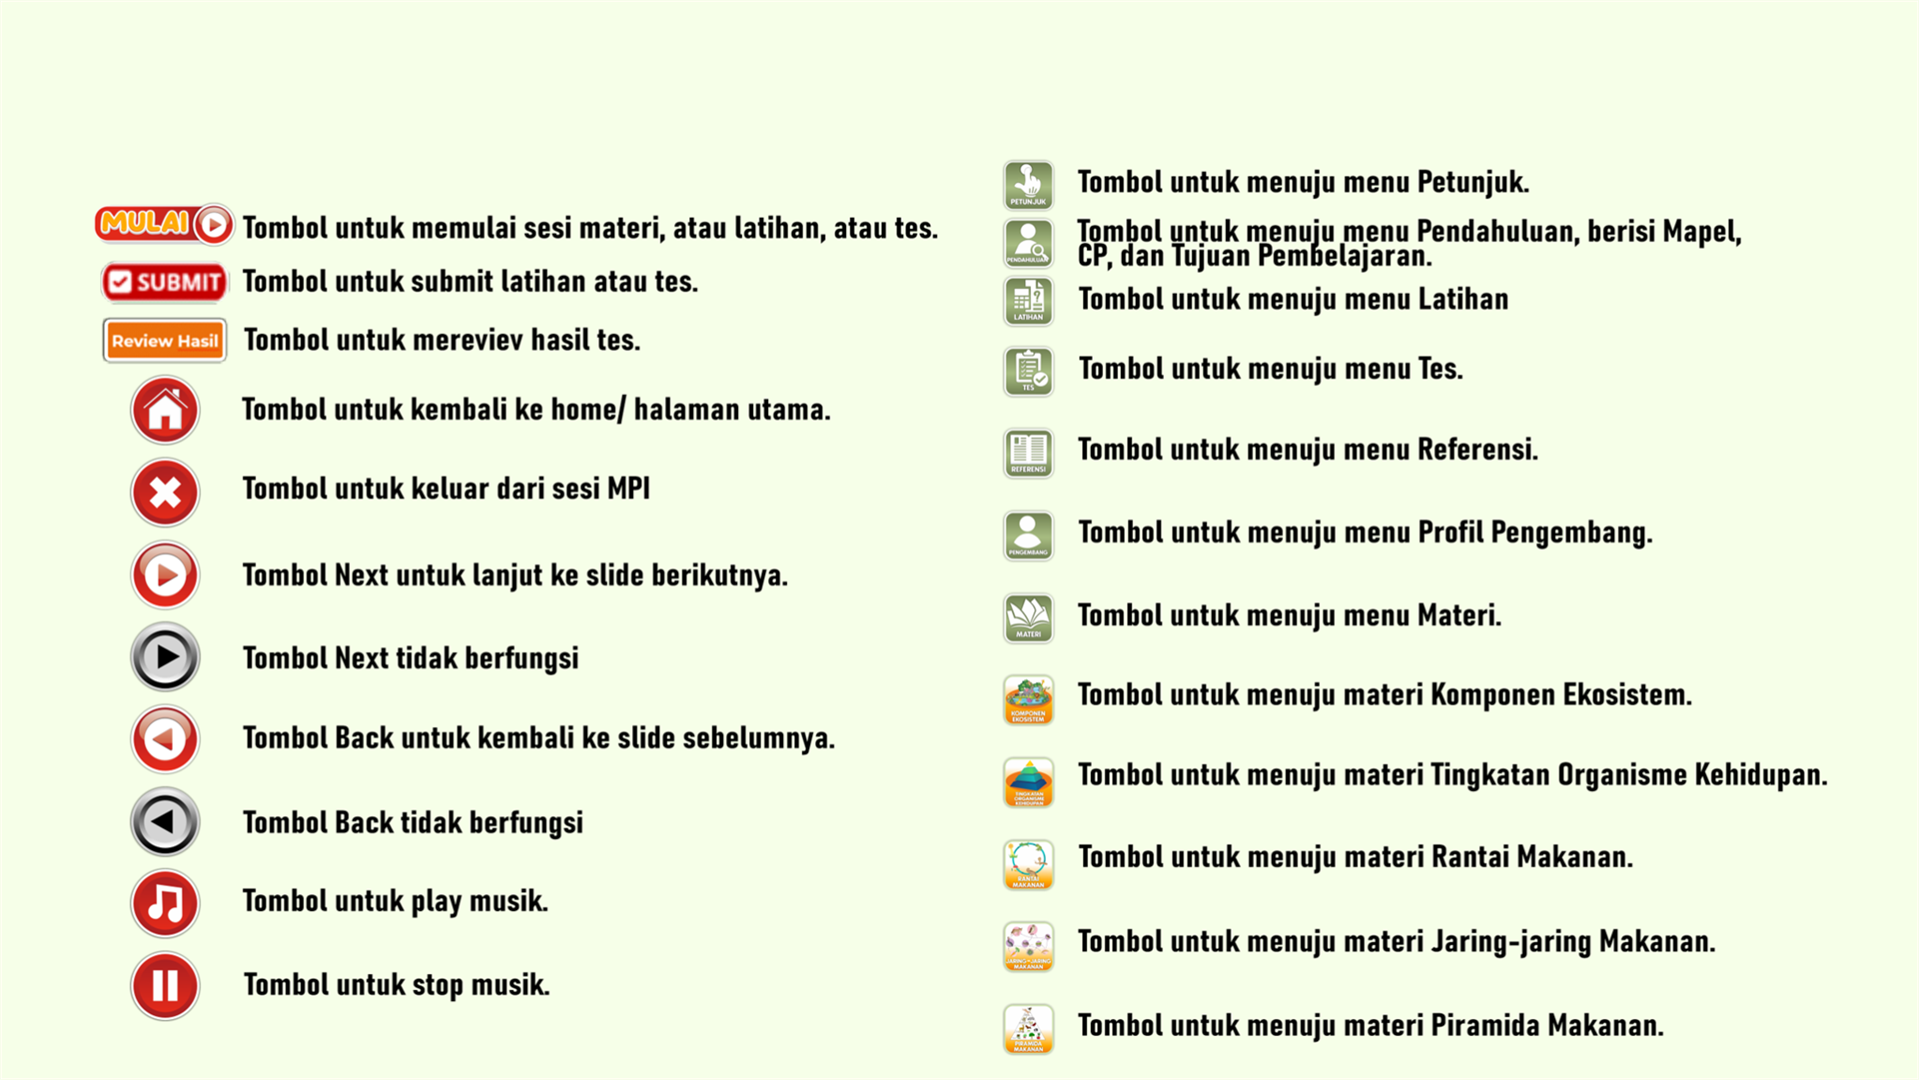 MULAI
Tombol untuk memulai sesi materi, atau latihan, atau tes.
SUBMIT
Tombol untuk submit latihan atau tes.
Review Hasil
Tombol untuk mereviev hasil tes.
Tombol untuk kembali ke home/ halaman utama.
Tombol untuk keluar dari sesi MPI
Tombol Next untuk lanjut ke slide berikutnya.
Tombol Next tidak berfungsi
Tombol Back untuk kembali ke slide sebelumnya.
Tombol Back tidak berfungsi
Tombol untuk play musik.
Tombol untuk stop musik.
PETUNJUK
Tombol untuk menuju menu Petunjuk.
PENDAHULUAN
Tombol untuk menuju menu Pendahuluan, berisi Mapel,
CP, dan Tujuan Pembelajaran.
LATIHAN
Tombol untuk menuju menu Latihan
TES
Tombol untuk menuju menu Tes.
REFERENSI
Tombol untuk menuju menu Referensi.
PENGEMBANG
Tombol untuk menuju menu Profil Pengembang.
MATERI
Tombol untuk menuju menu Materi.
KOMPONEN
EKOSISTEM
Tombol untuk menuju materi Komponen Ekosistem.
TINGKATAN
ORGANISME
KEHIDUPAN
Tombol untuk menuju materi Tingkatan Organisme Kehidupan.
RANTAI
MAKANAN
Tombol untuk menuju materi Rantai Makanan.
JARING-JARING
MAKANAN
Tombol untuk menuju materi Jaring-jaring Makanan.
PIRAMIDA
MAKANAN
Tombol untuk menuju materi Piramida Makanan.